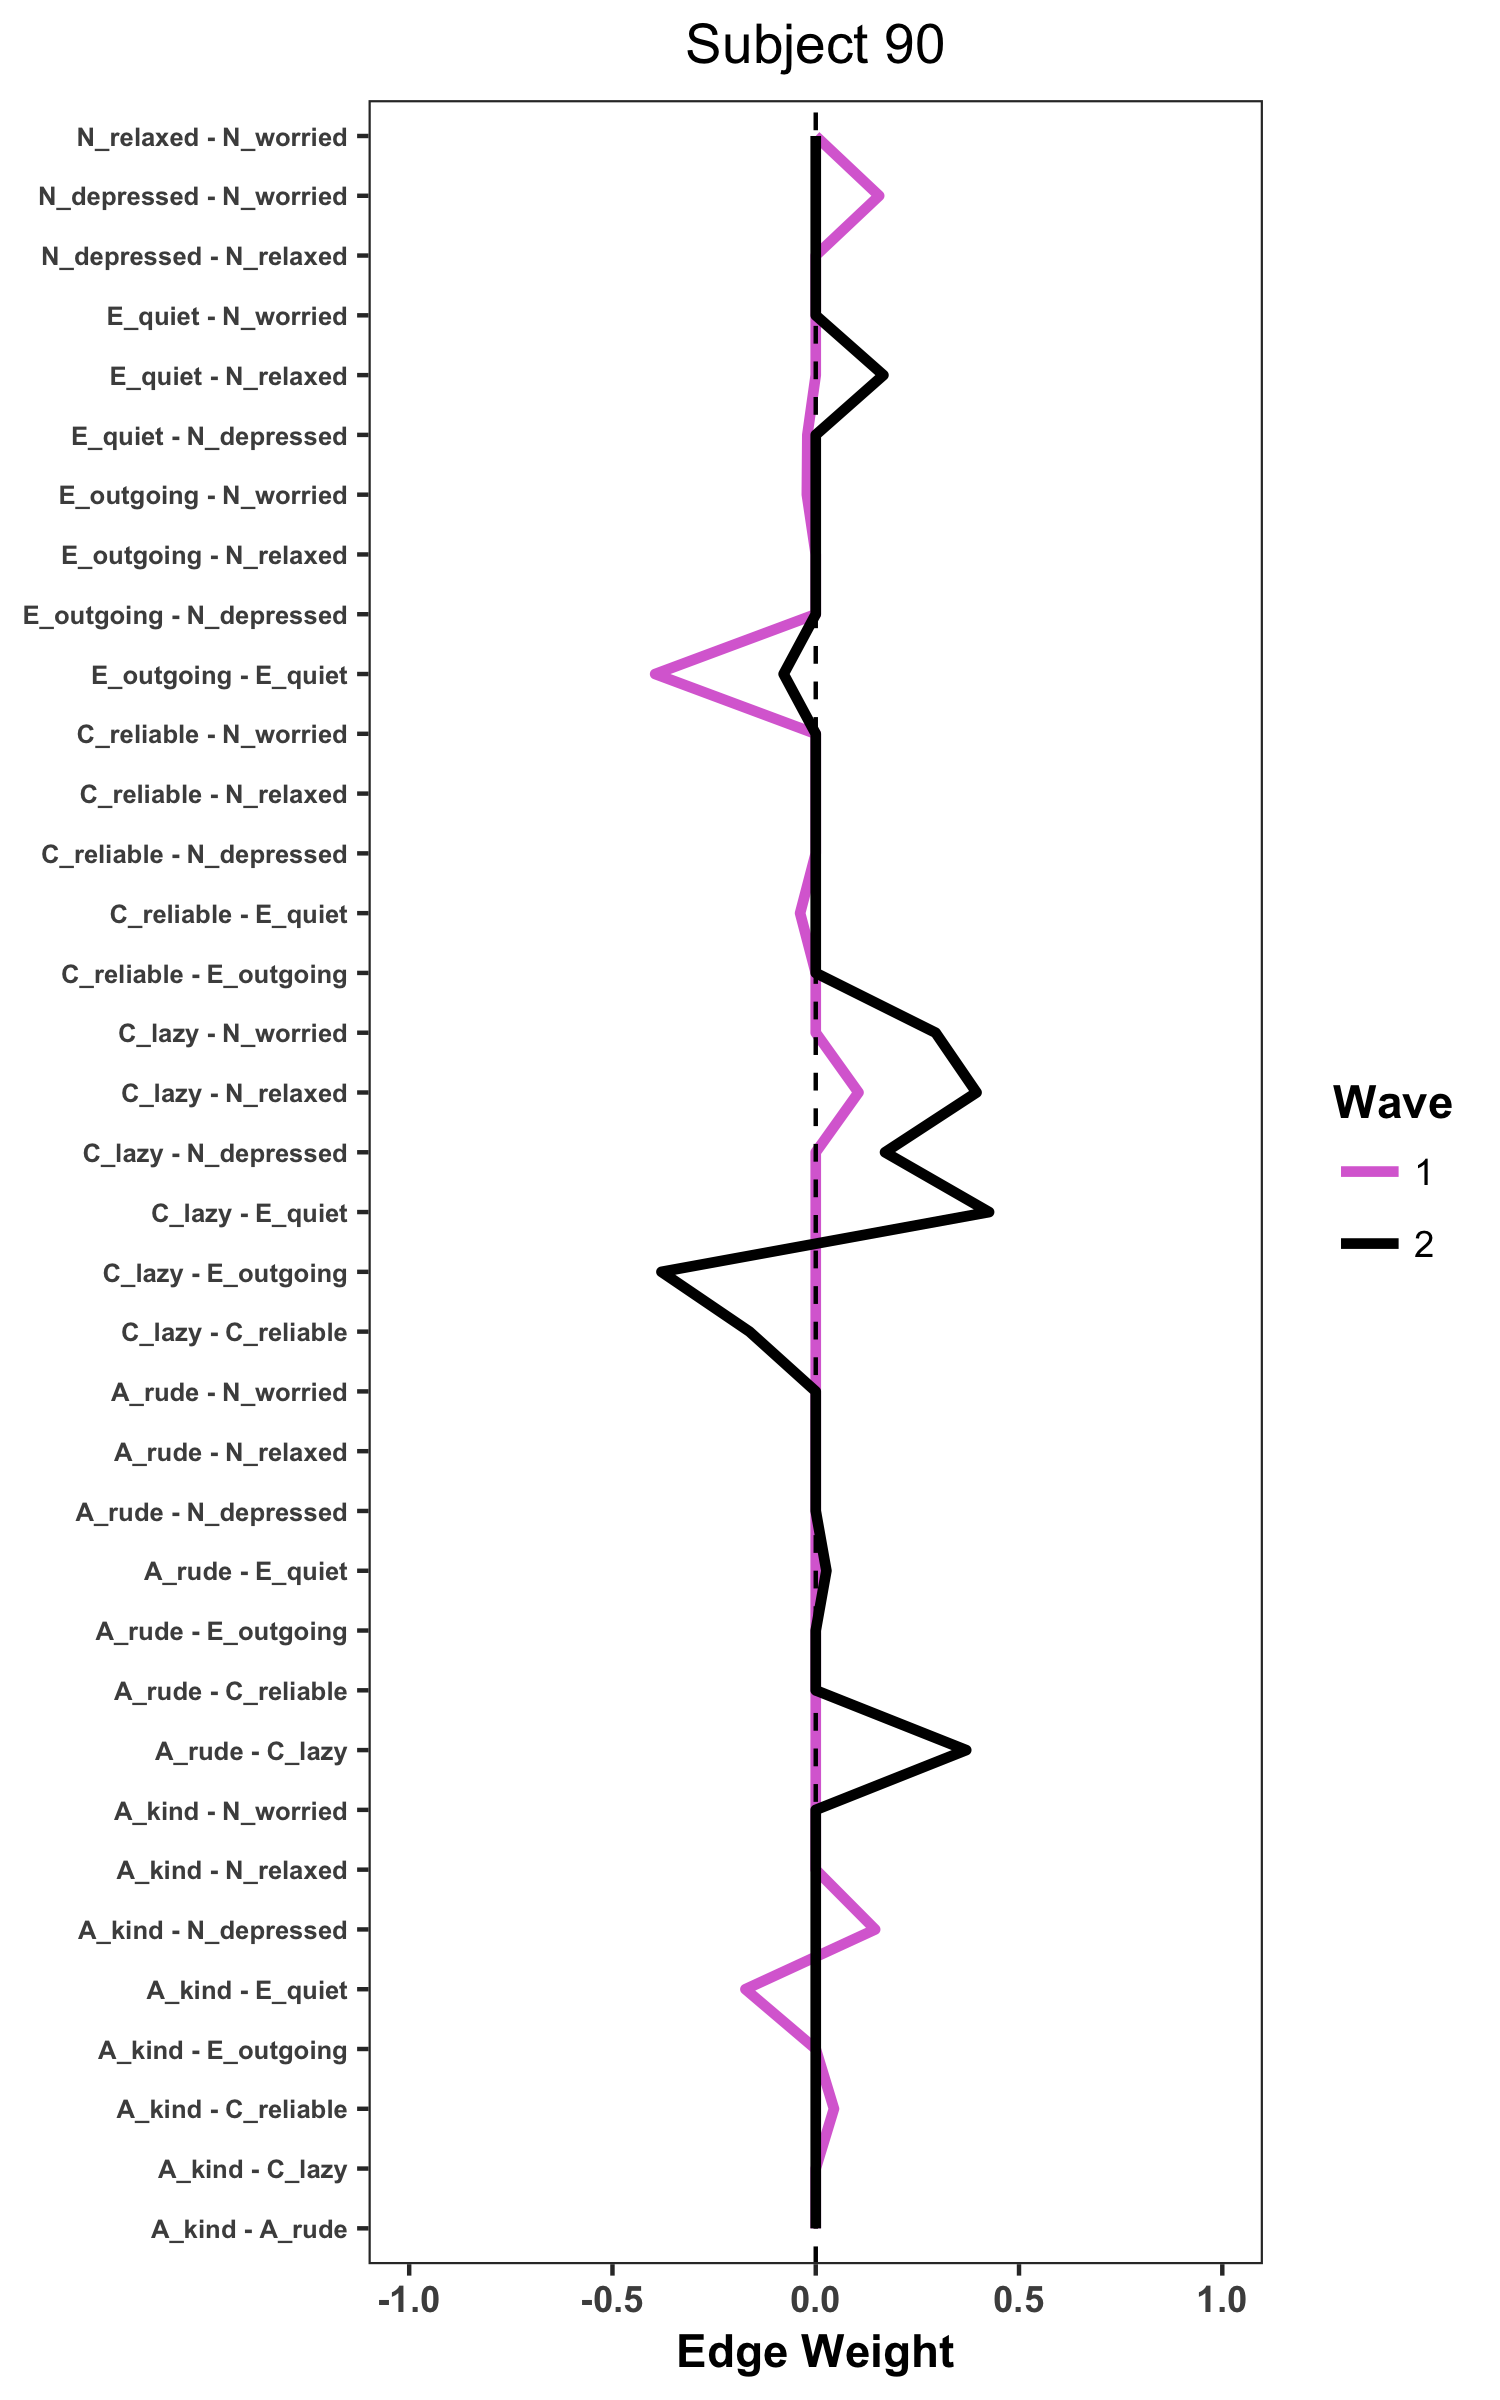 Subject 90
N_relaxed - N_worried
N_depressed - N_worried
N_depressed - N_relaxed
E_quiet - N_worried
E_quiet - N_relaxed
E_quiet - N_depressed
E_outgoing - N_worried
E_outgoing - N_relaxed
E_outgoing - N_depressed
E_outgoing - E_quiet
C_reliable - N_worried
C_reliable - N_relaxed
C_reliable - N_depressed
C_reliable - E_quiet
C_reliable - E_outgoing
C_lazy - N_worried
C_lazy - N_relaxed
C_lazy - N_depressed
C_lazy - E_quiet
C_lazy - E_outgoing
C_lazy - C_reliable
A_rude - N_worried
A_rude - N_relaxed
A_rude - N_depressed
A_rude - E_quiet
A_rude - E_outgoing
A_rude - C_reliable
A_rude - C_lazy
A_kind - N_worried
A_kind - N_relaxed
A_kind - N_depressed
A_kind - E_quiet
A_kind - E_outgoing
A_kind - C_reliable
A_kind - C_lazy
A_kind - A_rude
-1.0 -0.5 0.0 0.5 1.0
Edge Weight
Wave
1
2